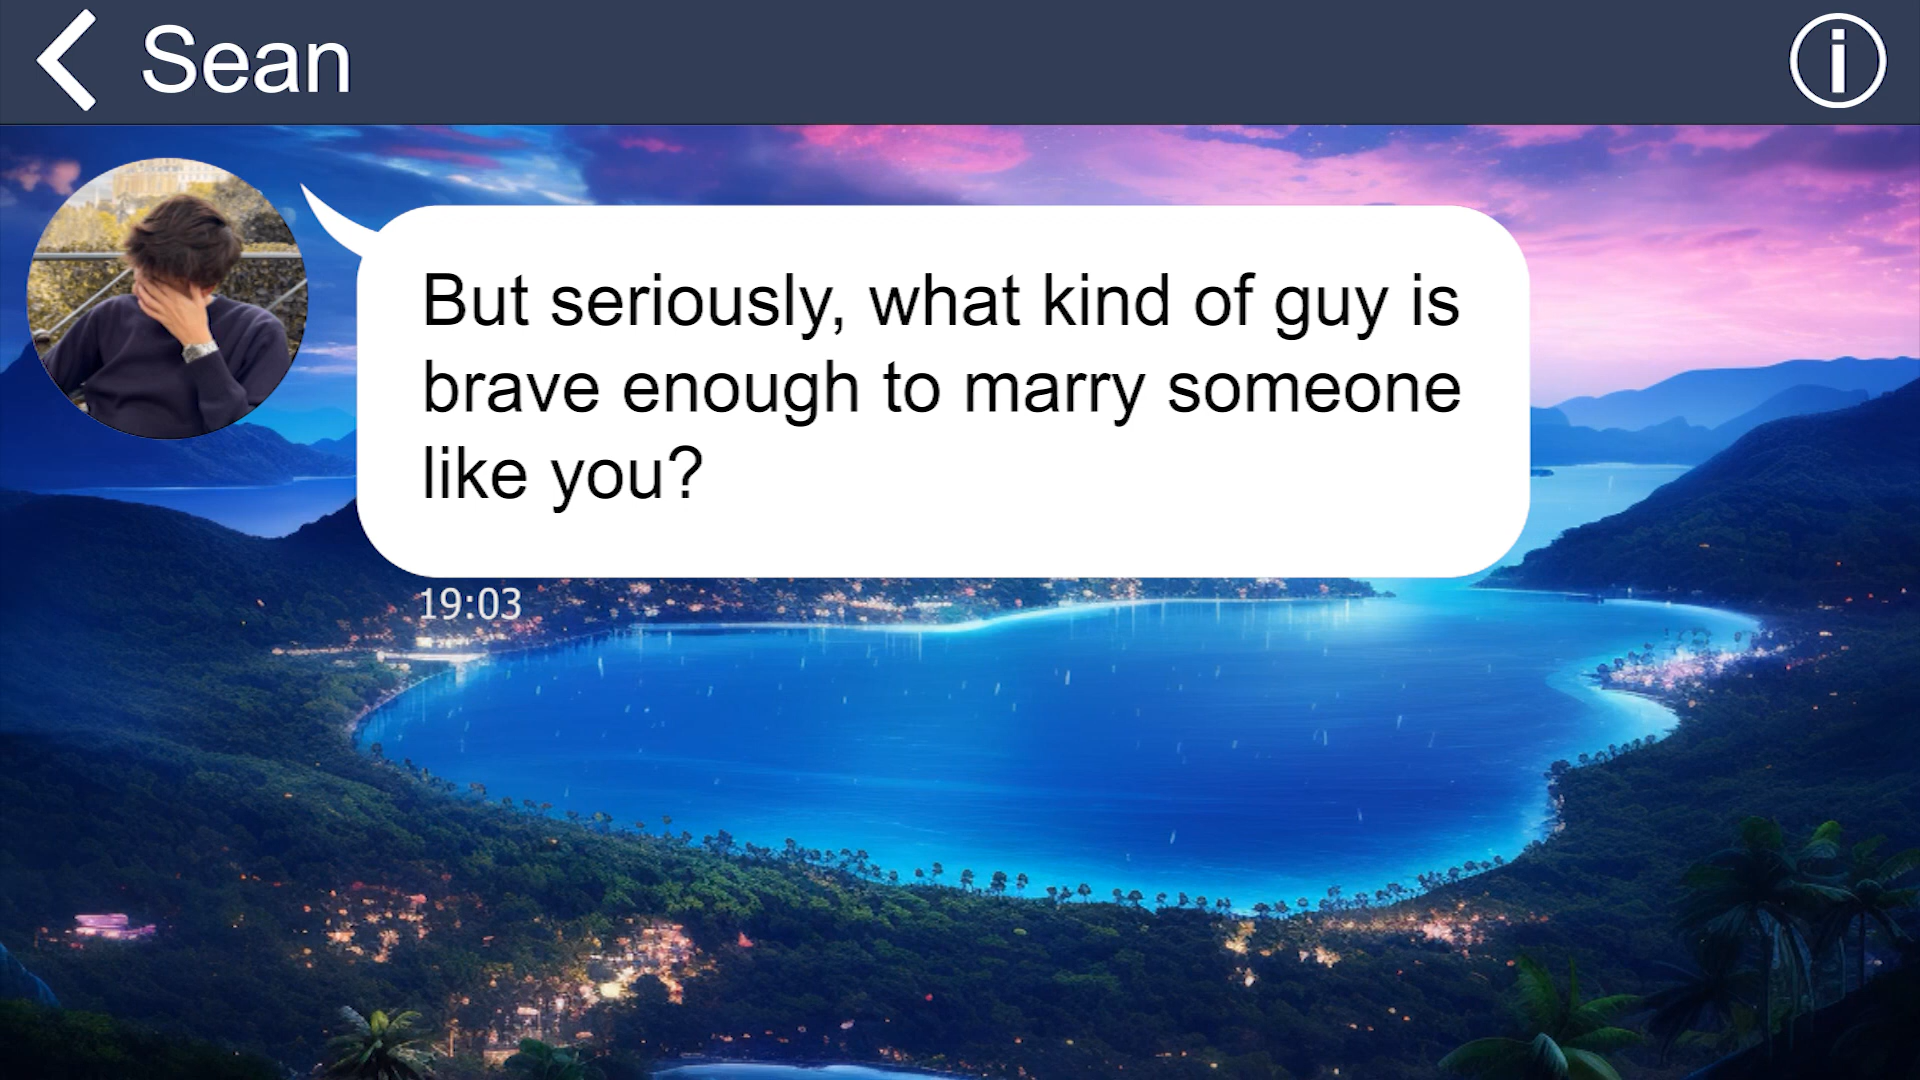 Sean
But seriously, what kind of guy is
brave enough to marry someone
like you?
19:03